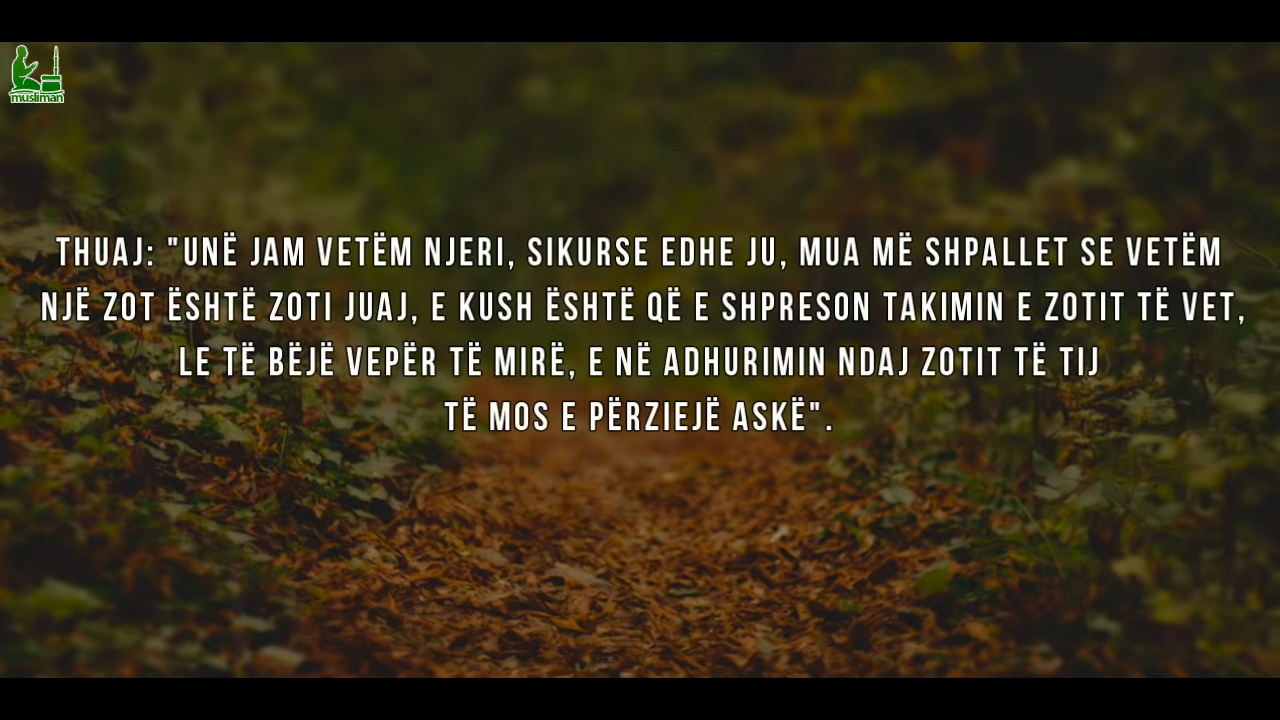 musliman
THUAJ: "UNË JAM VETËM NJERI, SIKURSE EDHE JU, MUA MË SHPALLET SE VETËM
NJË ZOT ËSHTË ZOTI JUAJ, E KUSH ËSHTË QË E SHPRESON TAKIMIN E ZOTIT TË VET,
LE TË BËJË VEPËR TË MIRË, E NË ADHURIMIN NDAJ ZOTIT TË TIJ
TË MOS E PËRZIEJË ASKË".